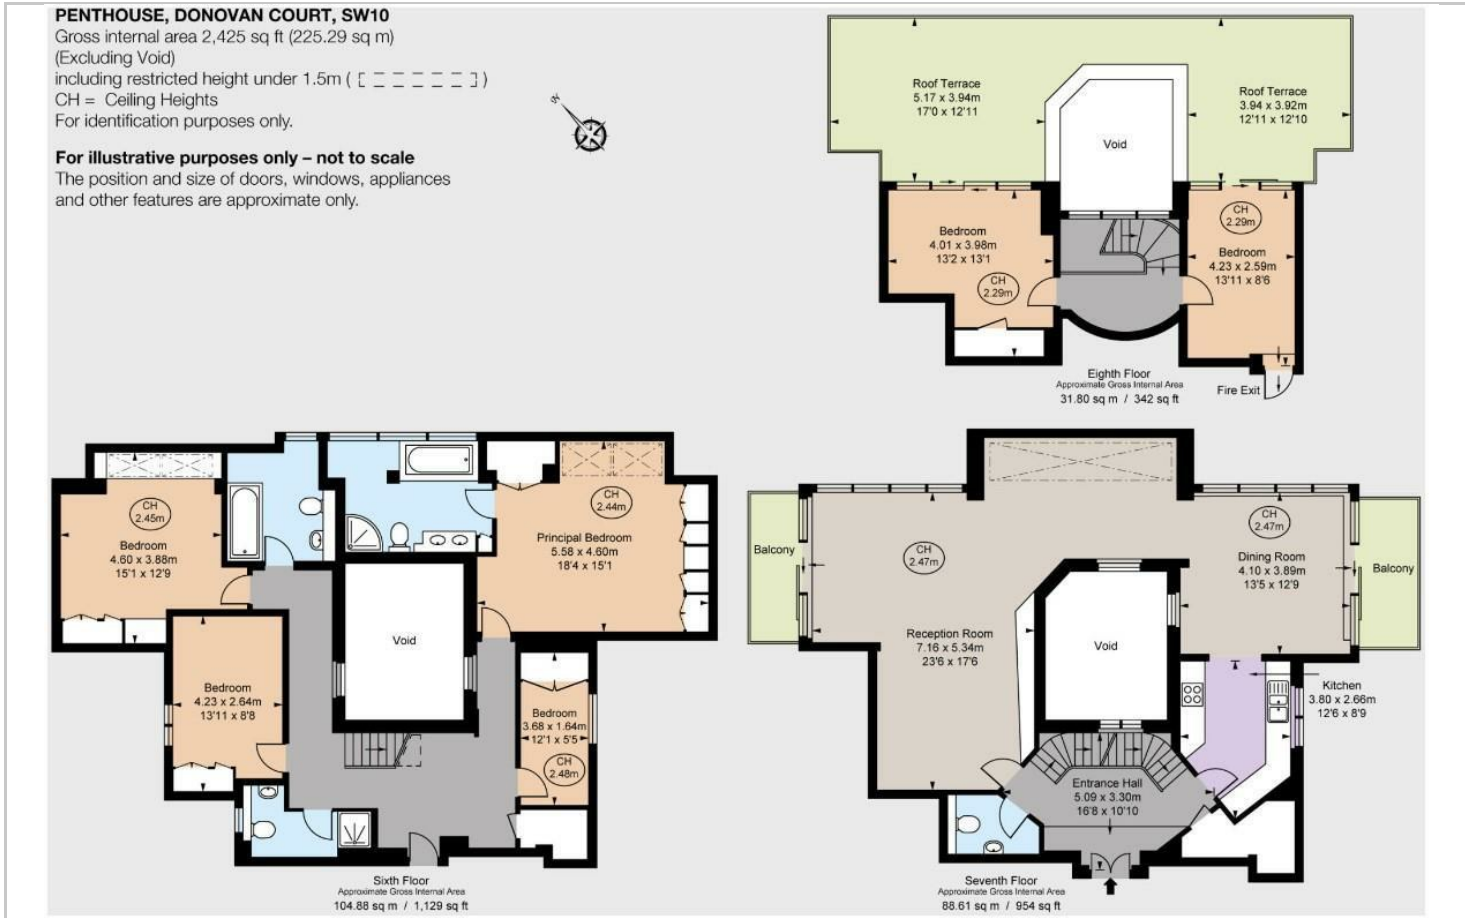 PENTHOUSE, DONOVAN COURT, SW10
Gross internal area 2,425 sq ft (225.29 sq m)
(Excluding Void)
including restricted height under 1.5m ( )
CH = Ceiling Heights
For identification purposes only.
For illustrative purposes only – not to scale
The position and size of doors, windows, appliances
and other features are approximate only.
N
Roof Terrace
5.17 x 3.94m
17'0 x 12'11
Void
Roof Terrace
3.94 x 3.92m
12'11 x 12'10
Bedroom
4.01 x 3.98m
13'2 x 13'1
CH
2.29m
CH
2.29m
Bedroom
4.23 x 2.59m
13'11 x 8'6
Fire Exit
Eighth Floor
Approximate Gross Internal Area
31.80 sq m / 342 sq ft
CH
2.45m
Bedroom
4.60 x 3.88m
15'1 x 12'9
CH
2.44m
Principal Bedroom
5.58 x 4.60m
18'4 x 15'1
Void
Bedroom
4.23 x 2.64m
13'11 x 8'8
Bedroom
3.68 x 1.64m
12'1 x 5'5
CH
2.48m
Sixth Floor
Approximate Gross Internal Area
104.88 sq m / 1,129 sq ft
Balcony
CH
2.47m
Reception Room
7.16 x 5.34m
23'6 x 17'6
Void
CH
2.47m
Dining Room
4.10 x 3.89m
13'5 x 12'9
Balcony
Kitchen
3.80 x 2.66m
12'6 x 8'9
Entrance Hall
5.09 x 3.30m
16'8 x 10'10
Seventh Floor
Approximate Gross Internal Area
88.61 sq m / 954 sq ft